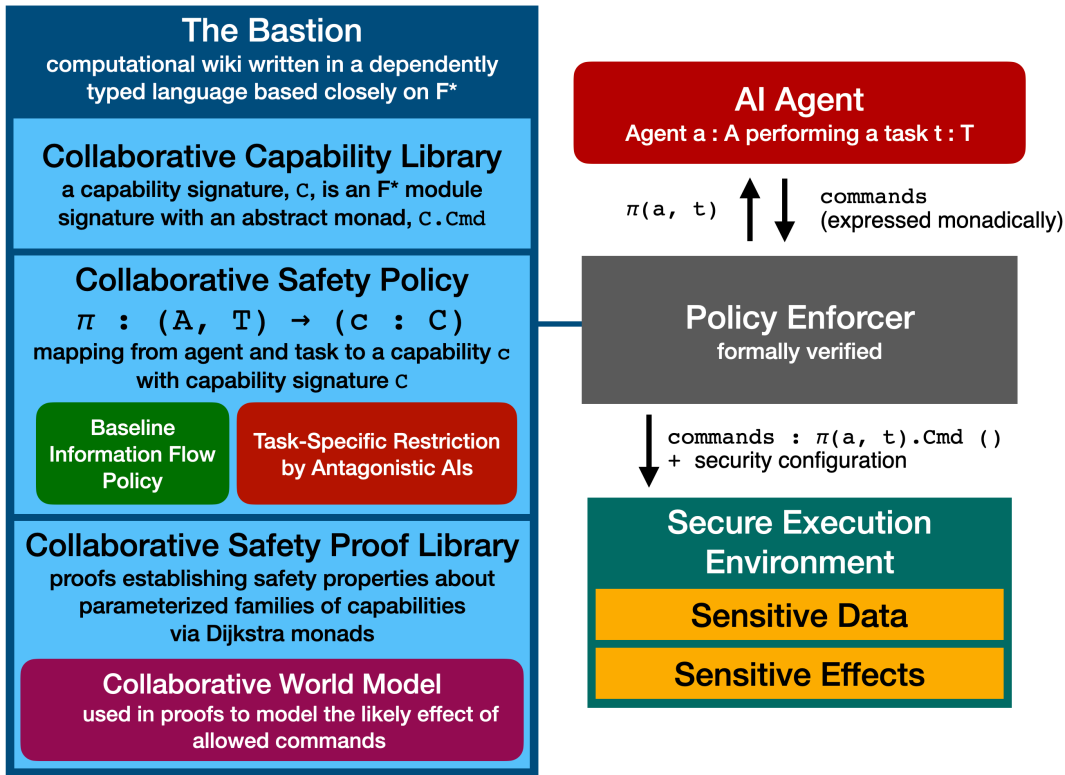 The Bastion
computational wiki written in a dependently
typed language based closely on F*
Collaborative Capability Library
a capability signature, C, is an F* module
signature with an abstract monad, C.Cmd
Collaborative Safety Policy
π : (A, T) → (c : C)
mapping from agent and task to a capability c
with capability signature C
Baseline
Information Flow
Policy
Task-Specific Restriction
by Antagonistic AIs
Collaborative Safety Proof Library
proofs establishing safety properties about
parameterized families of capabilities
via Dijkstra monads
Collaborative World Model
used in proofs to model the likely effect of
allowed commands
AI Agent
Agent a : A performing a task t : T
π(a, t)
commands
(expressed monadically)
Policy Enforcer
formally verified
commands : π(a, t).Cmd ()
+ security configuration
Secure Execution
Environment
Sensitive Data
Sensitive Effects